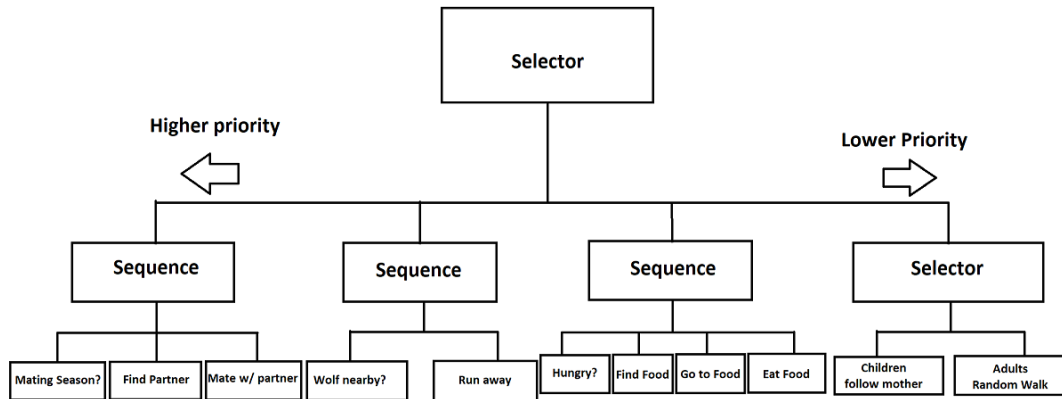 Selector
Higher priority
Lower Priority
Sequence
Sequence
Sequence
Selector
Mating Season?
Find Partner
Mate w/ partner
Wolf nearby?
Run away
Hungry?
Find Food
Go to Food
Eat Food
Children
follow mother
Adults
Random Walk